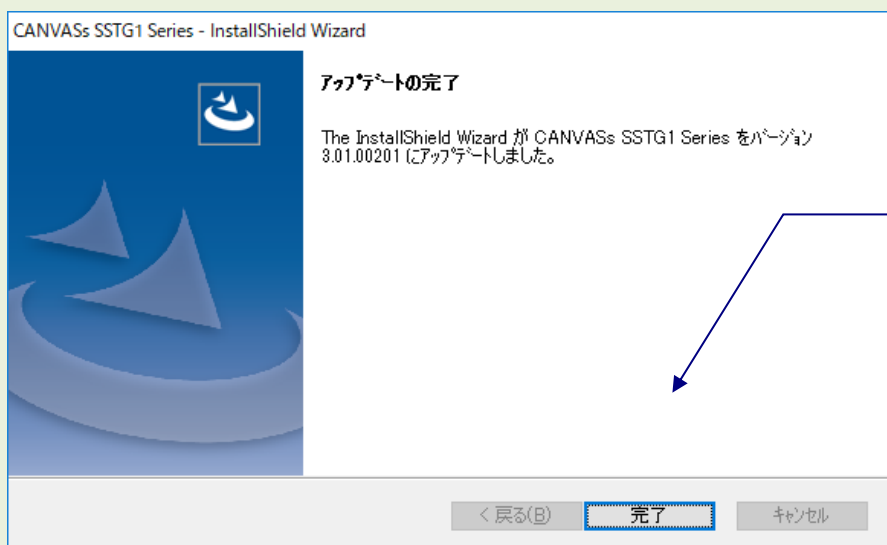 CANVASs SSTG1 Series - InstallShield Wizard
アップデートの完了
The InstallShield Wizard が CANVASs SSTG1 Series をバージョン
3.01.00201 にアップデートしました。
< 戻る(B)
完了
キャンセル